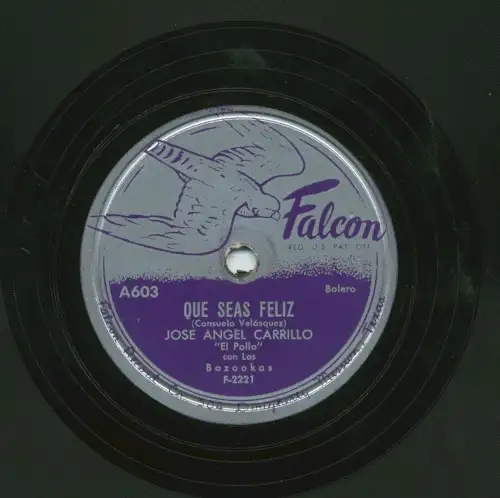 Falcon
REG. U.S. PAT. OFF.
A603
Bolero
QUE SEAS FELIZ
(Consuelo Velásquez)
JOSE ANGEL CARRILLO
"El Pollo"
con Los
Bazookas
F-2221